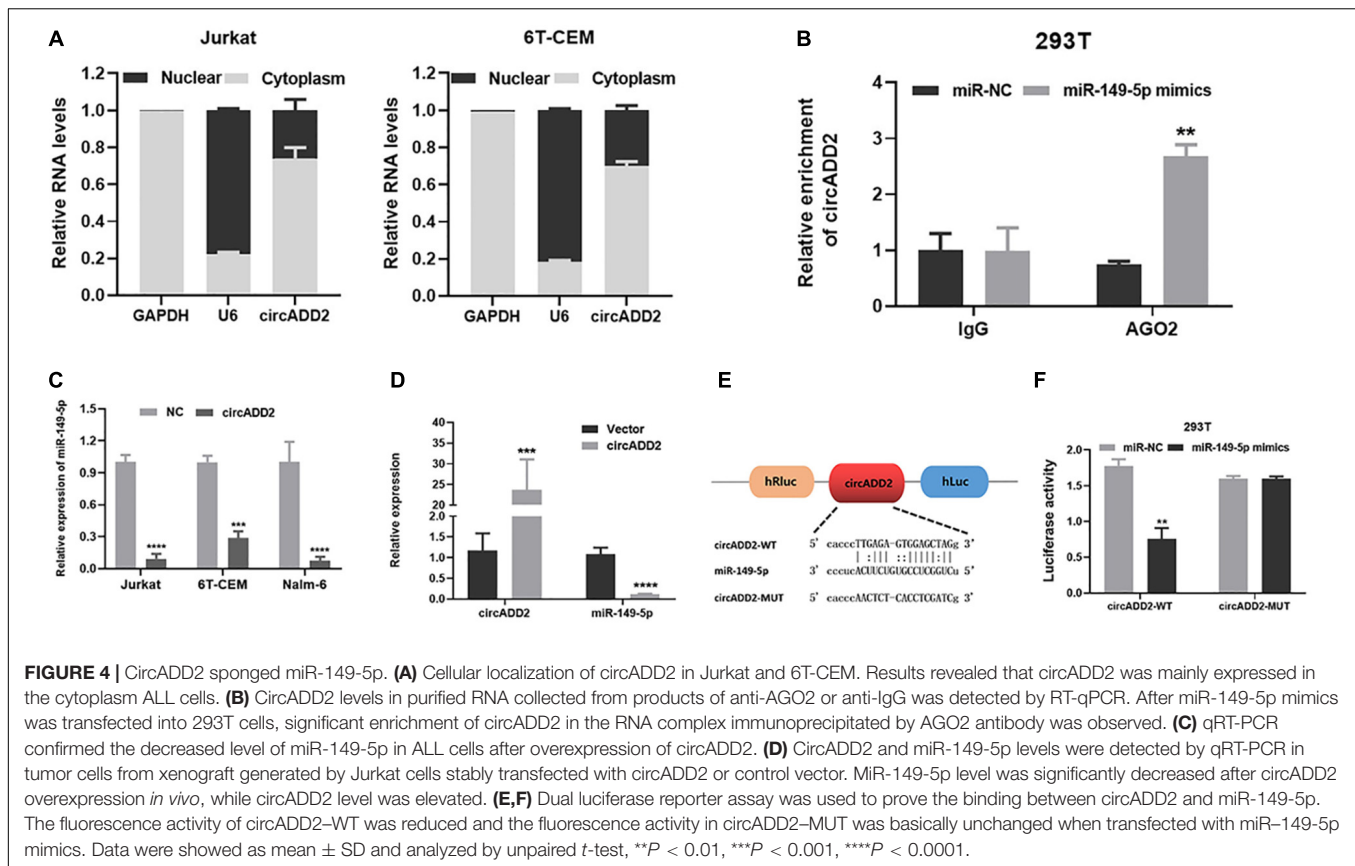 A
Jurkat
Nuclear Cytoplasm
Relative RNA levels
1.2
1.0
0.8
0.6
0.4
0.2
0.0
GAPDH U6 circADD2
6T-CEM
Nuclear Cytoplasm
Relative RNA levels
1.2
1.0
0.8
0.6
0.4
0.2
0.0
GAPDH U6 circADD2
B
293T
miR-NC miR-149-5p mimics
Relative enrichment
of circADD2
4
3
2
1
0
**
IgG AGO2
C
NC circADD2
Relative expression of miR-149-5p
1.5
1.2
0.9
0.6
0.3
0.0
**** *** ****
Jurkat 6T-CEM Nalm-6
D
Vector
circADD2
Relative expression
40
35
30
25
20
15
10
5
2.0
1.5
1.0
0.5
0.0
***
****
circADD2 miR-149-5p
E
hRluc circADD2 hLuc
circADD2-WT 5' cacccTTGAGA-GTGGAGCTAGg 3'
| :||| ::||||||:||
miR-149-5p 3' cccucACUUCUGUGCCUCGGUCu 5'
circADD2-MUT 5' cacccAACTCT-CACCTCGATCg 3'
F
293T
miR-NC miR-149-5p mimics
Luciferase activity
2.0
1.5
1.0
0.5
0.0
**
circADD2-WT circADD2-MUT
FIGURE 4 | CircADD2 sponged miR-149-5p. (A) Cellular localization of circADD2 in Jurkat and 6T-CEM. Results revealed that circADD2 was mainly expressed in
the cytoplasm ALL cells. (B) CircADD2 levels in purified RNA collected from products of anti-AGO2 or anti-IgG was detected by RT-qPCR. After miR-149-5p mimics
was transfected into 293T cells, significant enrichment of circADD2 in the RNA complex immunoprecipitated by AGO2 antibody was observed. (C) qRT-PCR
confirmed the decreased level of miR-149-5p in ALL cells after overexpression of circADD2. (D) CircADD2 and miR-149-5p levels were detected by qRT-PCR in
tumor cells from xenograft generated by Jurkat cells stably transfected with circADD2 or control vector. MiR-149-5p level was significantly decreased after circADD2
overexpression in vivo, while circADD2 level was elevated. (E,F) Dual luciferase reporter assay was used to prove the binding between circADD2 and miR-149-5p.
The fluorescence activity of circADD2–WT was reduced and the fluorescence activity in circADD2–MUT was basically unchanged when transfected with miR–149-5p
mimics. Data were showed as mean ± SD and analyzed by unpaired t-test, **P < 0.01, ***P < 0.001, ****P < 0.0001.